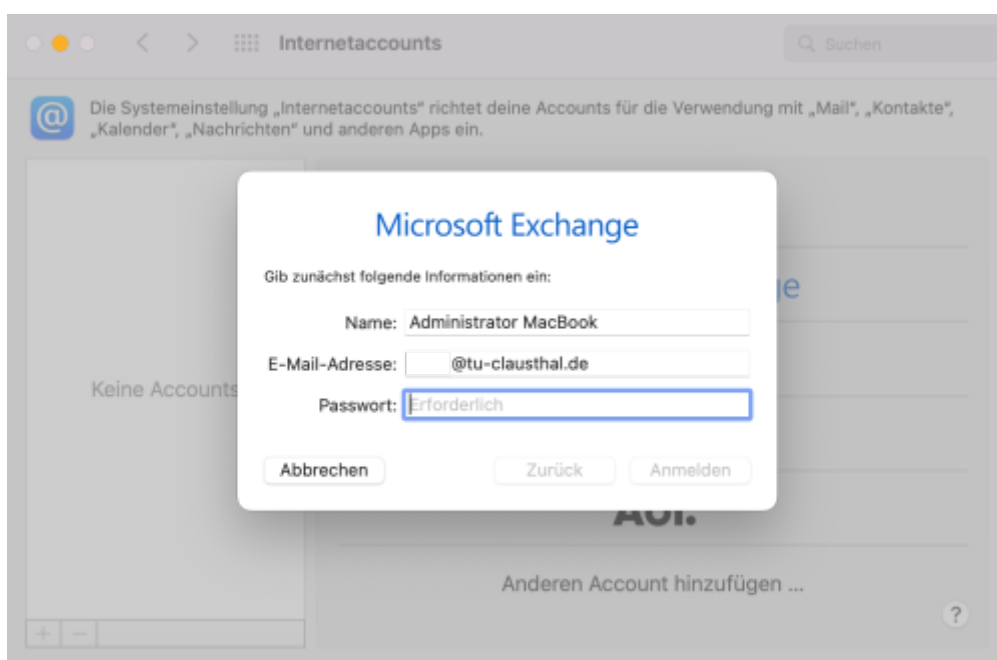 Internetaccounts
Suchen
Die Systemeinstellung „Internetaccounts“ richtet deine Accounts für die Verwendung mit „Mail“, „Kontakte“,
„Kalender“, „Nachrichten“ und anderen Apps ein.
Microsoft Exchange
Gib zunächst folgende Informationen ein:
Name: Administrator MacBook
E-Mail-Adresse: @tu-clausthal.de
Passwort: Erforderlich
Keine Accounts
Abbrechen Zurück Anmelden
Aol.
Anderen Account hinzufügen ...
?
+ −